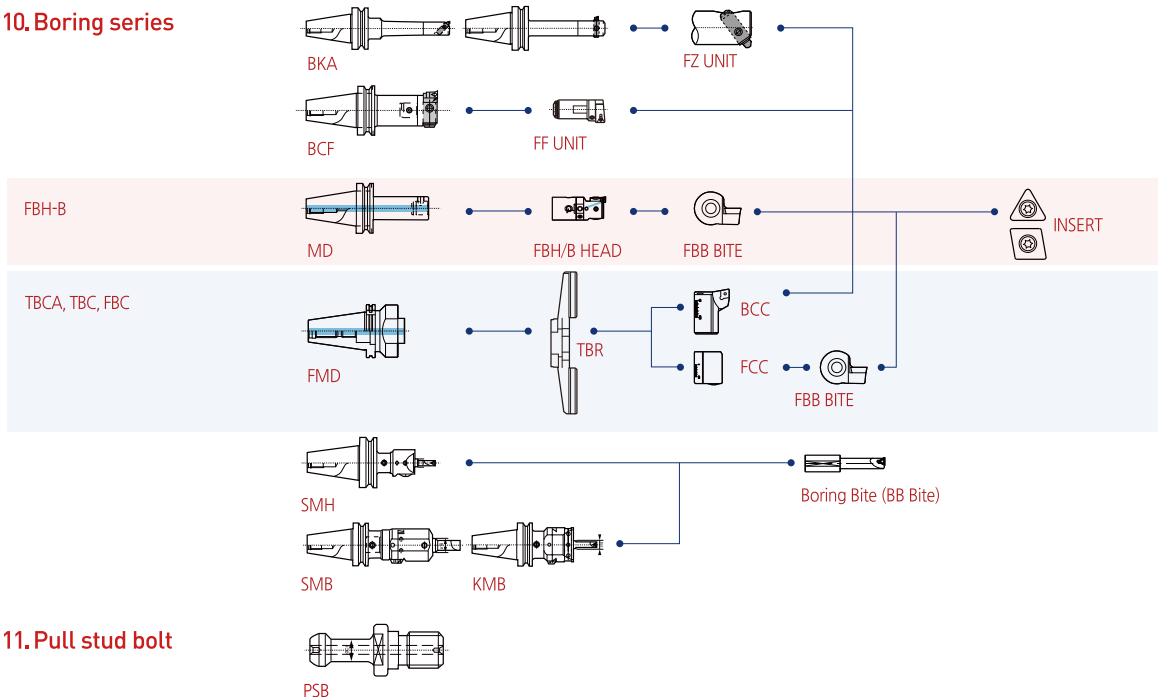 10. Boring series
BKA
FZ UNIT
BCF
FF UNIT
FBH-B
MD
FBH/B HEAD
FBB BITE
INSERT
TBCA, TBC, FBC
FMD
TBR
BCC
FCC
FBB BITE
SMH
Boring Bite (BB Bite)
SMB
KMB
11. Pull stud bolt
PSB